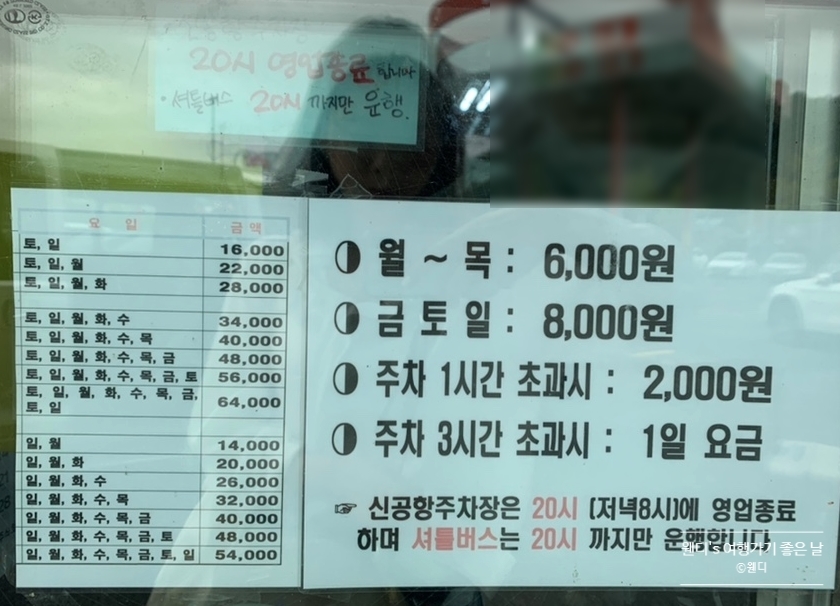 20시 영업종료 합니다
• 셔틀버스 20시 까지만 운행.
요 일 금 액
토, 일 16,000
토, 일, 월 22,000
토, 일, 월, 화 28,000
토, 일, 월, 화, 수 34,000
토, 일, 월, 화, 수, 목 40,000
토, 일, 월, 화, 수, 목, 금 48,000
토, 일, 월, 화, 수, 목, 금, 토 56,000
토, 일, 월, 화, 수, 목, 금,
토, 일 64,000
일, 월 14,000
일, 월, 화 20,000
일, 월, 화, 수 26,000
일, 월, 화, 수, 목 32,000
일, 월, 화, 수, 목, 금 40,000
일, 월, 화, 수, 목, 금, 토 48,000
일, 월, 화, 수, 목, 금, 토, 일 54,000
◑ 월 ~ 목 : 6,000원
◑ 금 토 일 : 8,000원
◑ 주차 1시간 초과시 : 2,000원
◑ 주차 3시간 초과시 : 1일 요금
☞ 신공항주차장은 20시 (저녁8시)에 영업종료
하며 셔틀버스는 20시 까지만 운행합니다
웬디's 여행가기 좋은 날
©웬디